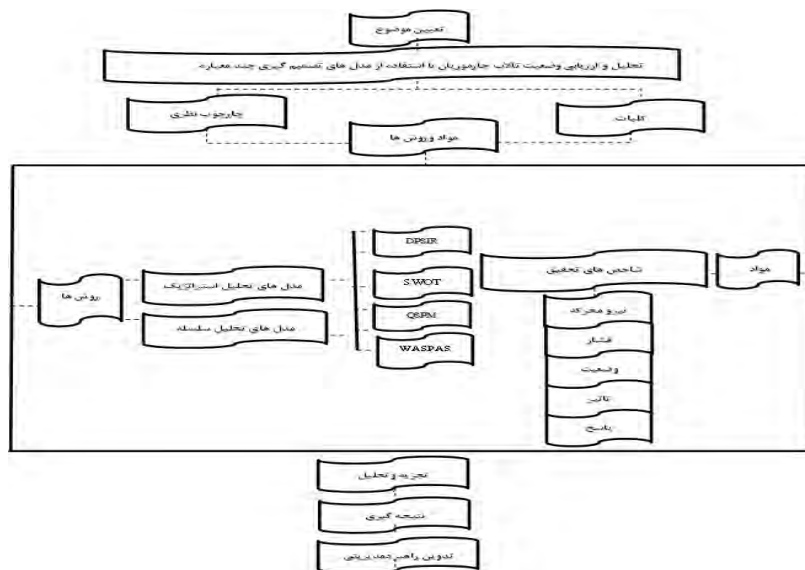 تعیین موضوع
تحلیل و ارزیابی وضعیت تالاب جازموریان با استفاده از مدل های تصمیم گیری چند معیاره
کلیات
چارچوب نظری
مواد و روش ها
مواد
شاخص های تحقیق
نیرو محرکه
فشار
وضعیت
تاثیر
پاسخ
DPSIR
SWOT
QSPM
WASPAS
مدل های تحلیل استراتژیک
مدل های تحلیل سلسله
روش ها
تجزیه و تحلیل
نتیجه گیری
تدوین راهبرد مدیریتی